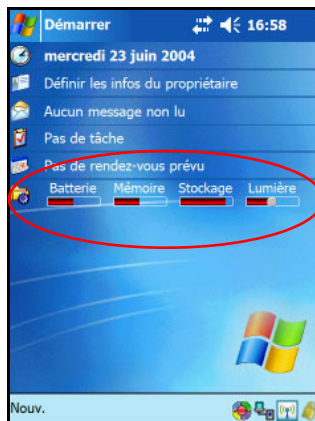 Démarrer 16:58
mercredi 23 juin 2004
Définir les infos du propriétaire
Aucun message non lu
Pas de tâche
Pas de rendez-vous prévu
Batterie Mémoire Stockage Lumière
Nouv.